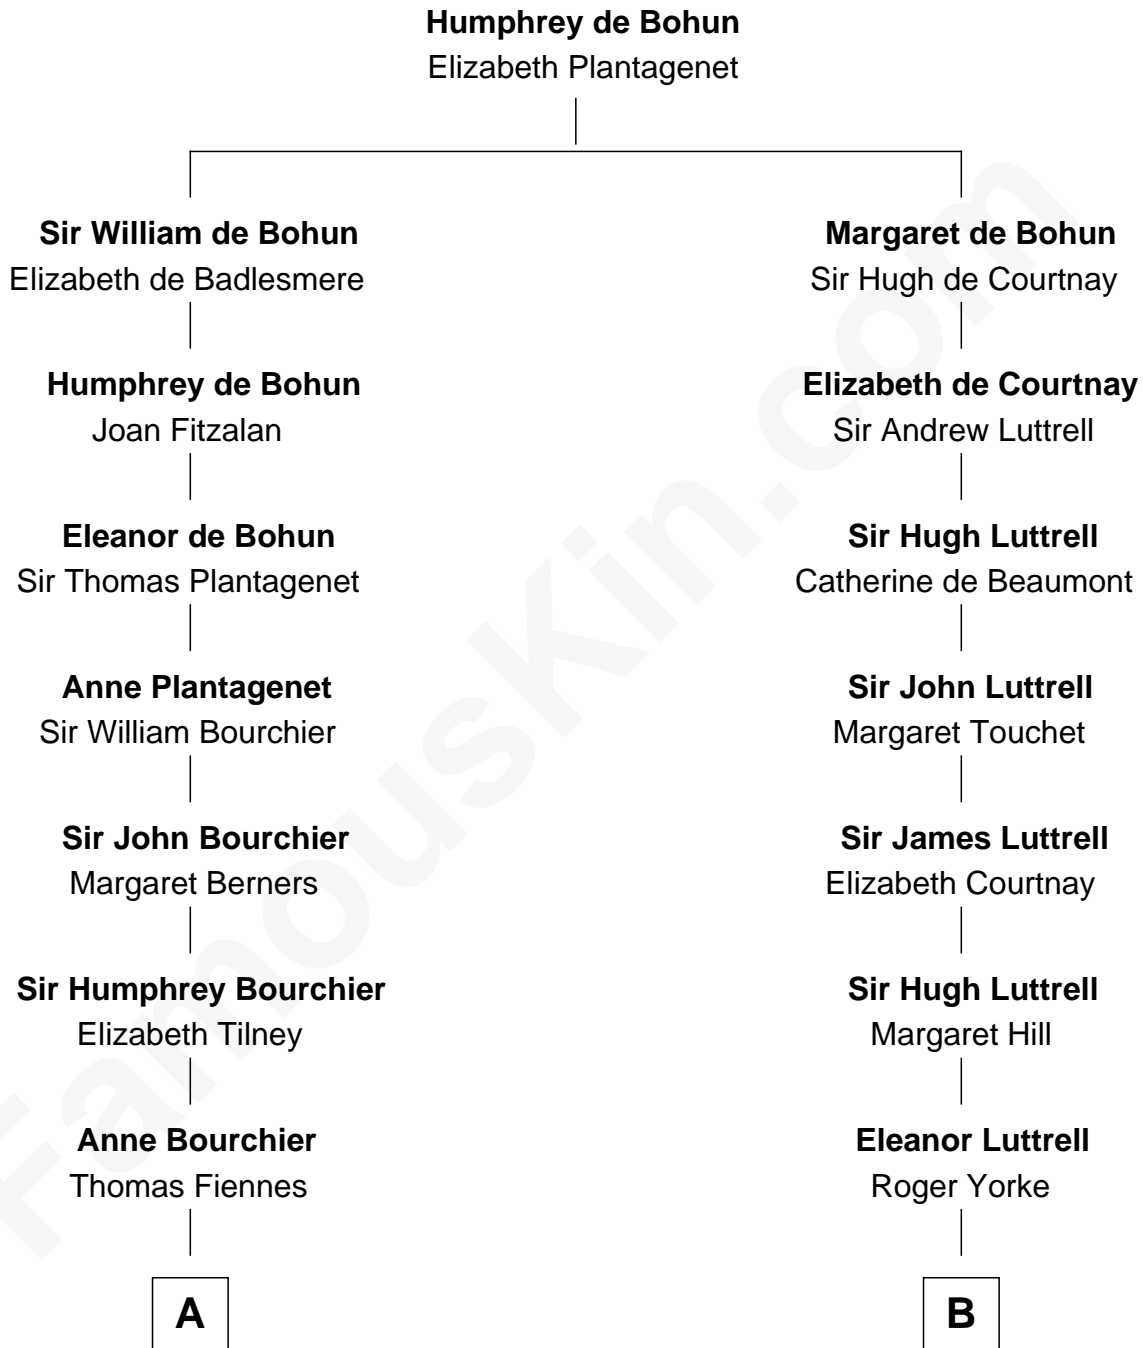 Humphrey de Bohun
Elizabeth Plantagenet
Sir William de Bohun
Elizabeth de Badlesmere
Margaret de Bohun
Sir Hugh de Courtnay
Humphrey de Bohun
Joan Fitzalan
Elizabeth de Courtnay
Sir Andrew Luttrell
Eleanor de Bohun
Sir Thomas Plantagenet
Sir Hugh Luttrell
Catherine de Beaumont
Anne Plantagenet
Sir William Bourchier
Sir John Luttrell
Margaret Touchet
Sir John Bourchier
Margaret Berners
Sir James Luttrell
Elizabeth Courtnay
Sir Humphrey Bourchier
Elizabeth Tilney
Sir Hugh Luttrell
Margaret Hill
Anne Bourchier
Thomas Fiennes
Eleanor Luttrell
Roger Yorke
A
B
FamousKin.com